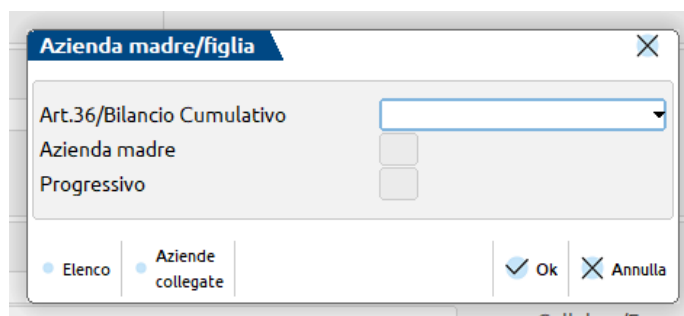 Azienda madre/figlia
Art.36/Bilancio Cumulativo
Azienda madre
Progressivo
Elenco
Aziende
collegate
Ok
Annulla